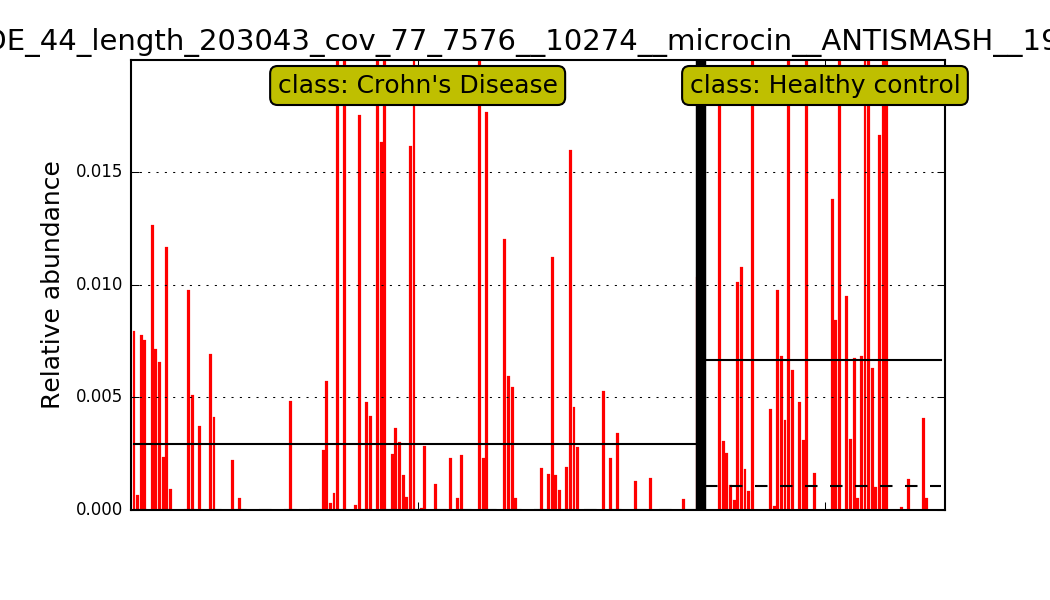 DE_44_length_203043_cov_77_7576__10274__microcin__ANTISMASH__19
class: Crohn's Disease
class: Healthy control
Relative abundance
0.015
0.010
0.005
0.000